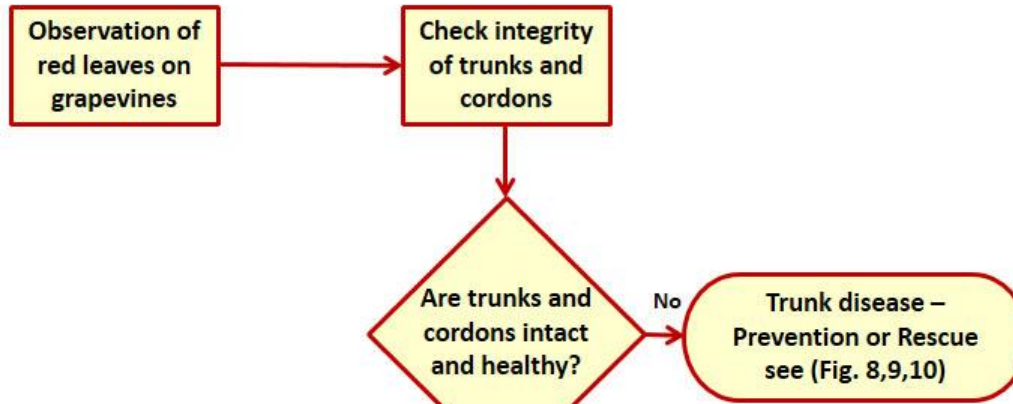 Observation of
red leaves on
grapevines
Check integrity
of trunks and
cordons
Are trunks and
cordons intact
and healthy?
No
Trunk disease –
Prevention or Rescue
see (Fig. 8,9,10)